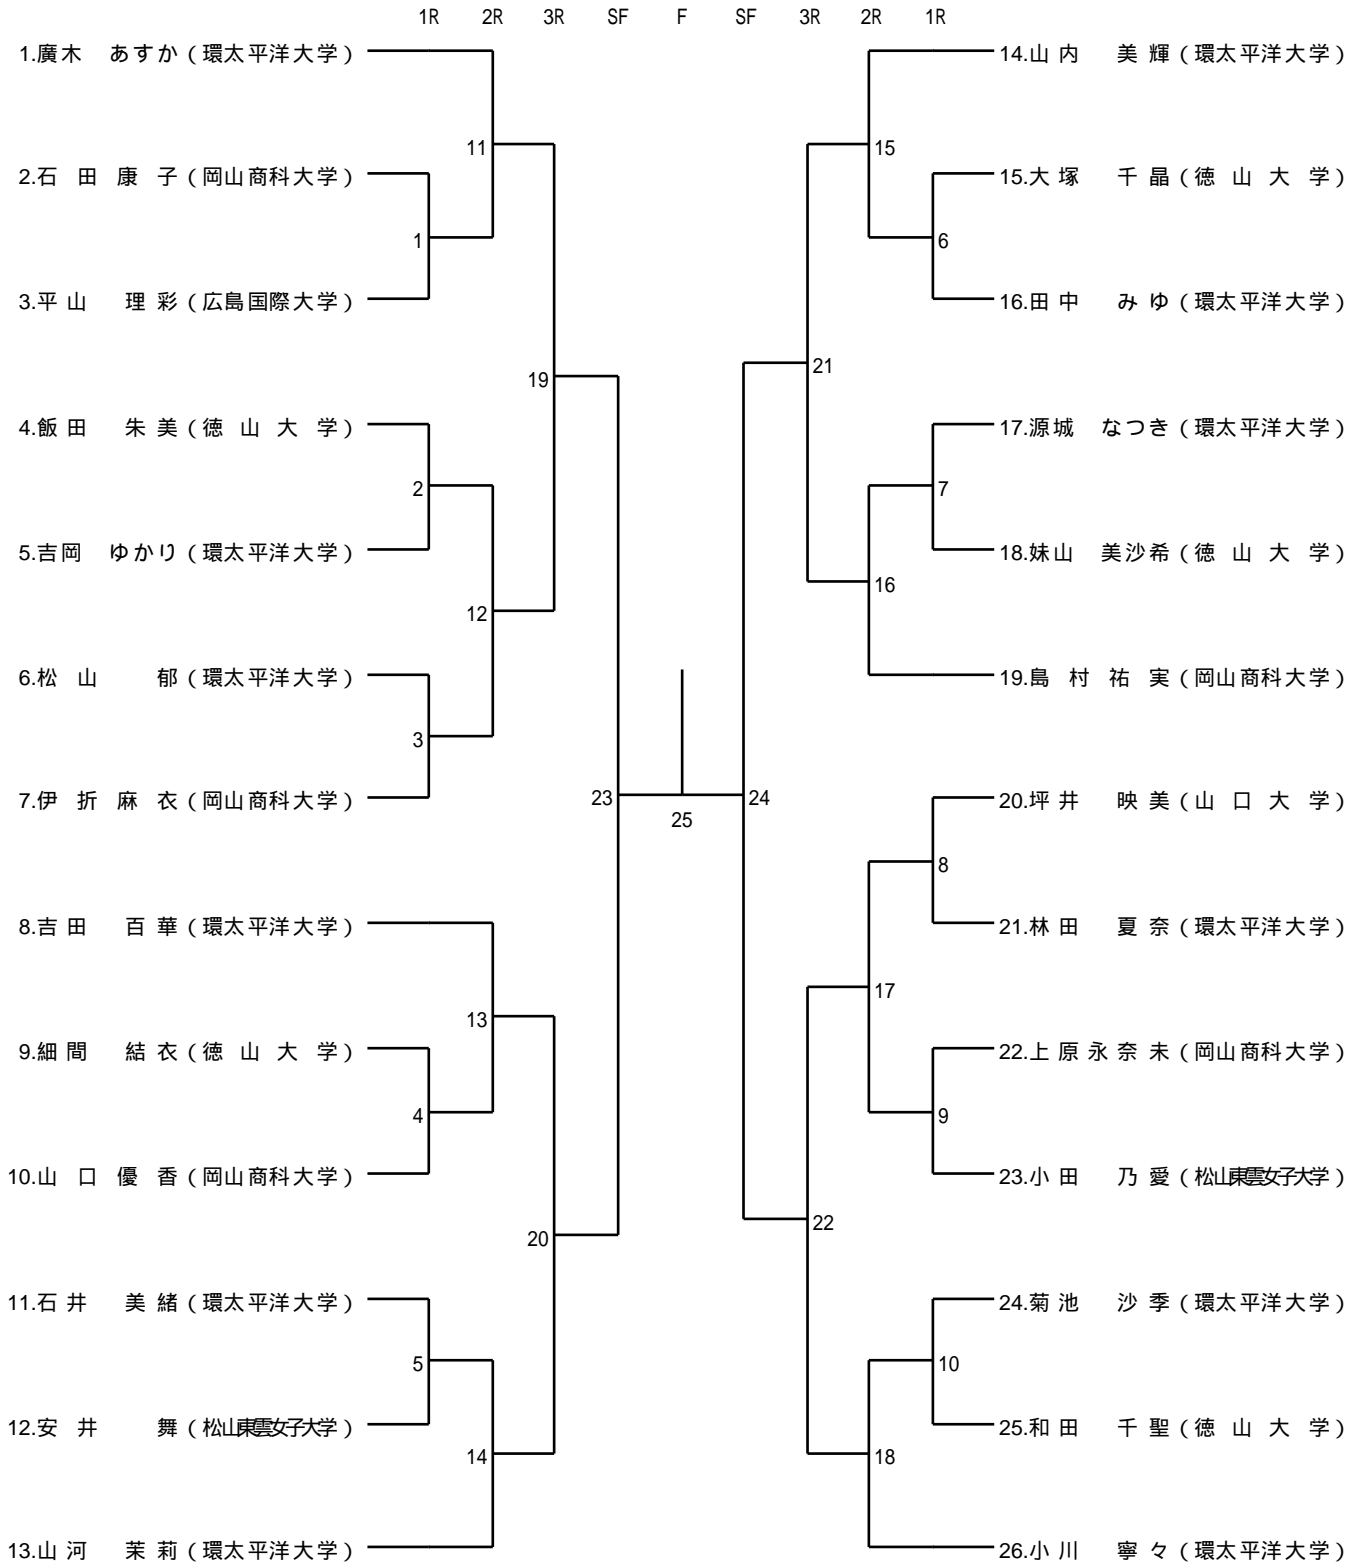 1R 2R 3R SF F SF 3R 2R 1R
1.廣木 あすか (環太平洋大学)
2.石田康子 (岡山商科大学)
3.平山 理彩 (広島国際大学)
4.飯田 朱美 (徳山大学)
5.吉岡 ゆかり (環太平洋大学)
6.松山 郁 (環太平洋大学)
7.伊折麻衣 (岡山商科大学)
8.吉田 百華 (環太平洋大学)
9.細間 結衣 (徳山大学)
10.山口優香 (岡山商科大学)
11.石井 美緒 (環太平洋大学)
12.安井 舞 (松山東雲女子大学)
13.山河 茉莉 (環太平洋大学)
11
1
19
2
12
3
23
13
4
20
5
14
25
15
6
21
7
16
24
8
17
9
22
10
18
14.山内 美輝 (環太平洋大学)
15.大塚 千晶 (徳山大学)
16.田中 みゆ (環太平洋大学)
17.源城 なつき (環太平洋大学)
18.妹山 美沙希 (徳山大学)
19.島村祐実 (岡山商科大学)
20.坪井 映美 (山口大学)
21.林田 夏奈 (環太平洋大学)
22.上原永奈未 (岡山商科大学)
23.小田 乃愛 (松山東雲女子大学)
24.菊池 沙季 (環太平洋大学)
25.和田 千聖 (徳山大学)
26.小川 寧々 (環太平洋大学)